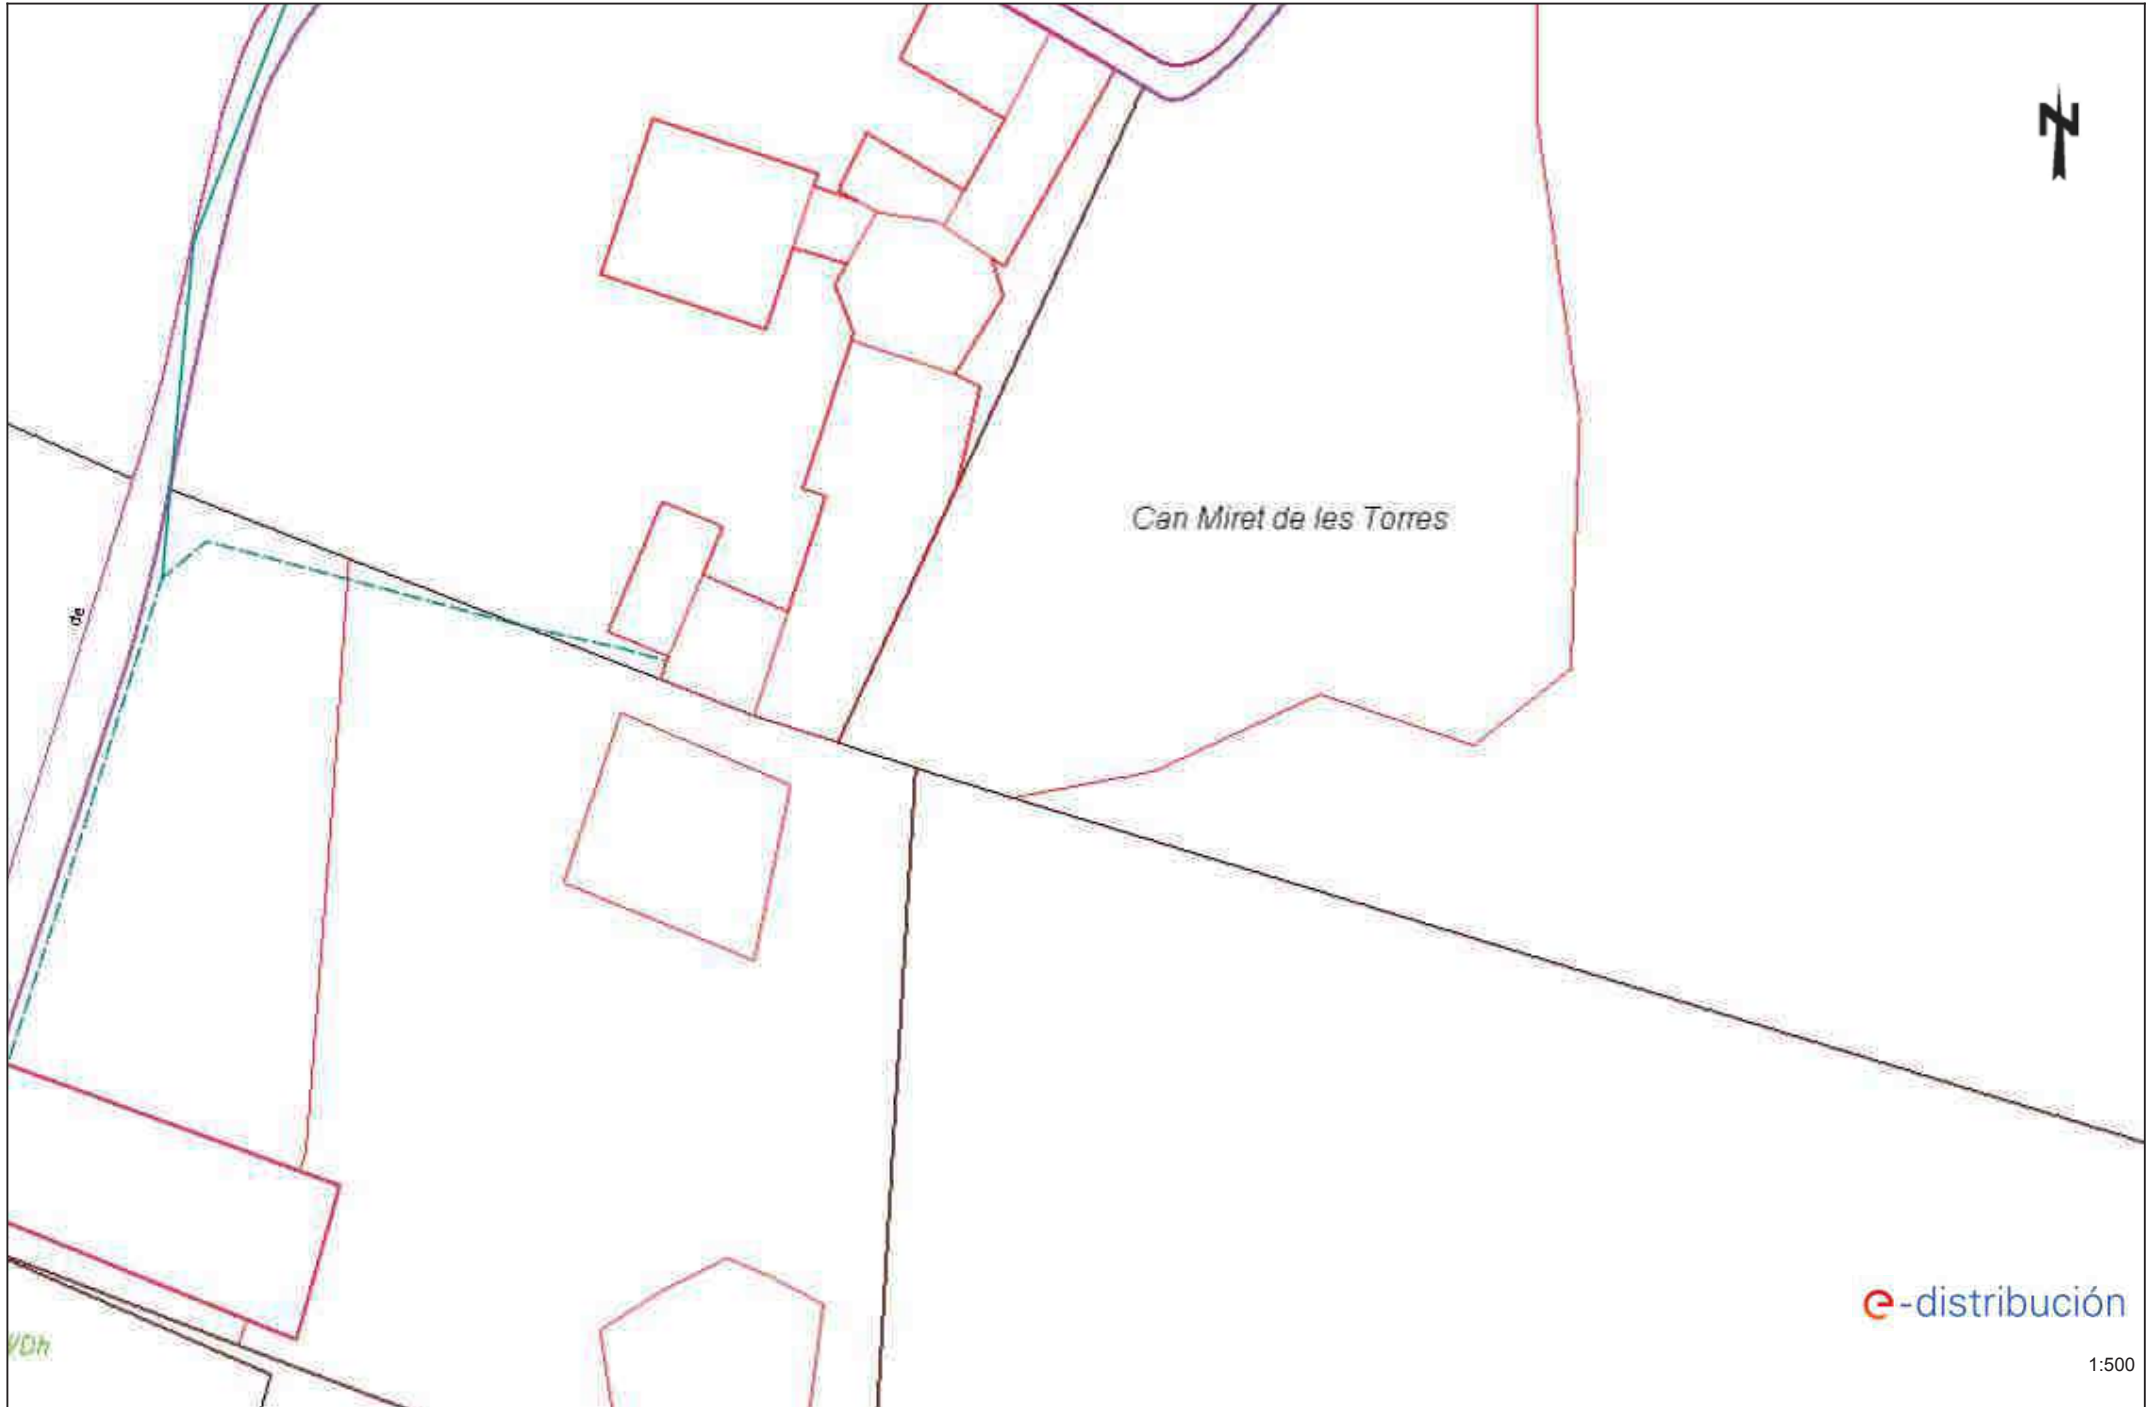 Can Miret de les Torres
de
e-distribución
VDh
1:500